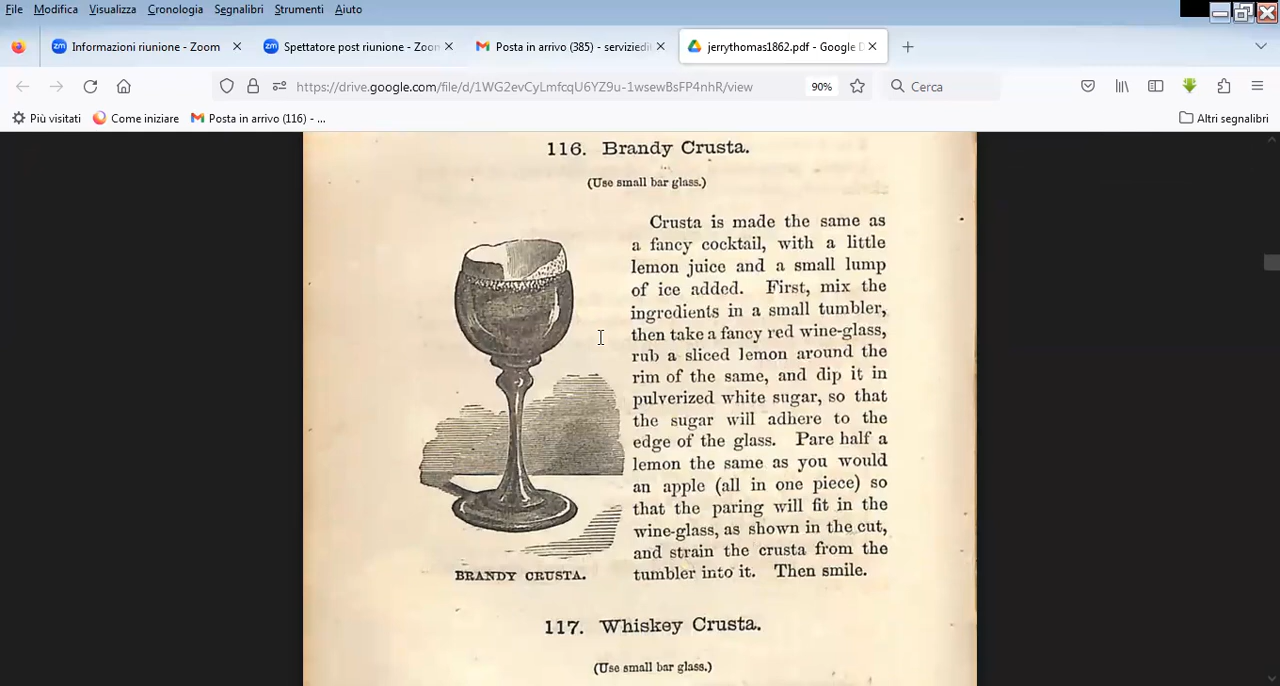 File Modifica Visualizza Cronologia Segnalibri Strumenti Aiuto
Informazioni riunione - Zoom
Spettatore post riunione - Zoom
Posta in arrivo (385) - serviziedit
jerrythomas1862.pdf - Google D
https://drive.google.com/file/d/1WG2evCyLmfcqU6YZ9u-1wsewBsFP4nhR/view
90%
Cerca
Più visitati
Come iniziare
Posta in arrivo (116) - ...
Altri segnalibri
116. Brandy Crusta.
(Use small bar glass.)
Crusta is made the same as
a fancy cocktail, with a little
lemon juice and a small lump
of ice added. First, mix the
ingredients in a small tumbler,
then take a fancy red wine-glass,
rub a sliced lemon around the
rim of the same, and dip it in
pulverized white sugar, so that
the sugar will adhere to the
edge of the glass. Pare half a
lemon the same as you would
an apple (all in one piece) so
that the paring will fit in the
wine-glass, as shown in the cut,
and strain the crusta from the
tumbler into it. Then smile.
BRANDY CRUSTA.
117. Whiskey Crusta.
(Use small bar glass.)